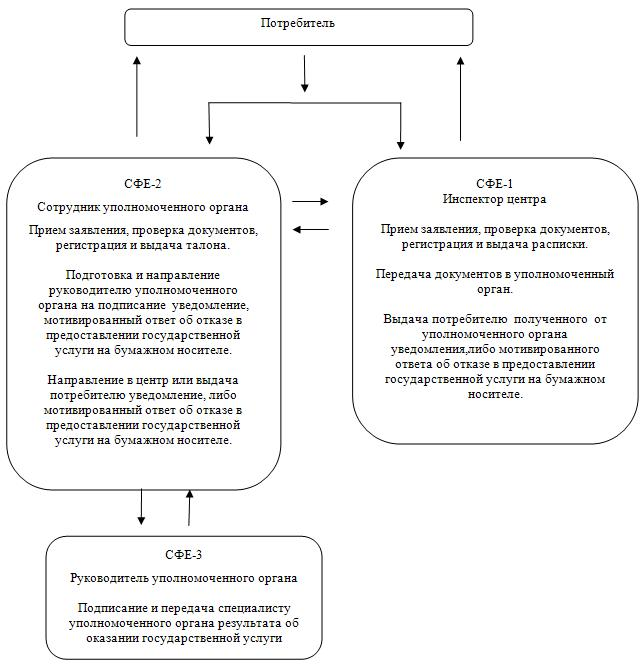 Потребитель
СФЕ-2
Сотрудник уполномоченного органа
Прием заявления, проверка документов,
регистрация и выдача талона.
Подготовка и направление
руководителю уполномоченного
органа на подписание уведомление,
мотивированный ответ об отказе в
предоставлении государственной
услуги на бумажном носителе.
Направление в центр или выдача
потребителю уведомление, либо
мотивированный ответ об отказе в
предоставлении государственной
услуги на бумажном носителе.
СФЕ-1
Инспектор центра
Прием заявления, проверка документов,
регистрация и выдача расписки.
Передача документов в уполномоченный
орган.
Выдача потребителю полученного от
уполномоченного органа
уведомления,либо мотивированного
ответа об отказе в предоставлении
государственной услуги на бумажном
носителе.
СФЕ-3
Руководитель уполномоченного органа
Подписание и передача специалисту
уполномоченного органа результата об
оказании государственной услуги